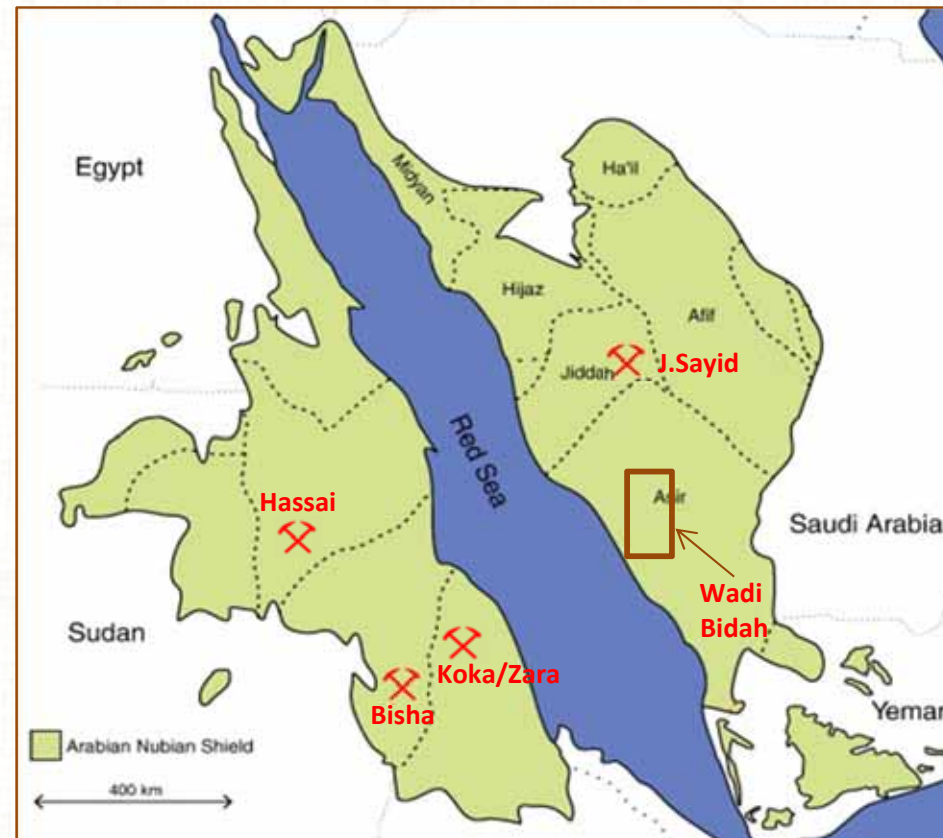 Egypt
Midyan
Ha'il
Hijaz
Afif
Jiddah
J.Sayid
Red Sea
Asir
Hassai
Saudi Arabia
Wadi
Bidah
Sudan
Koka/Zara
Bisha
Yemen
Arabian Nubian Shield
400 km